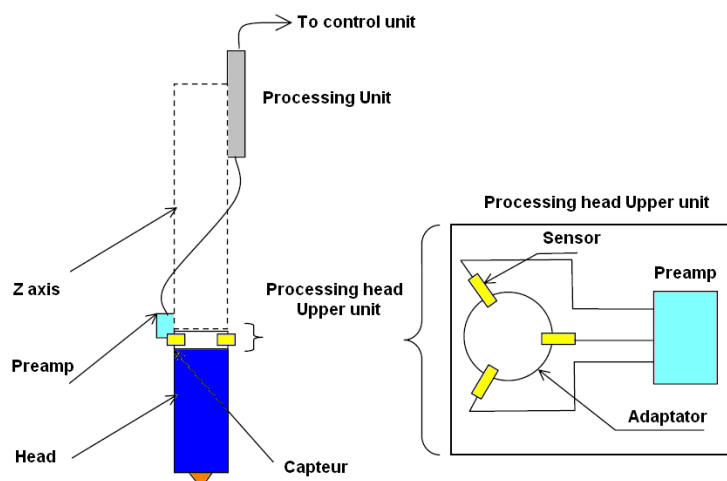 To control unit
Processing Unit
Z axis
Preamp
Head
Processing head
Upper unit
Capteur
Processing head Upper unit
Sensor
Preamp
Adaptator